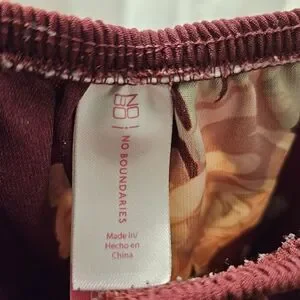 NO
BO
NO BOUNDARIES
Made in/
Hecho en
China